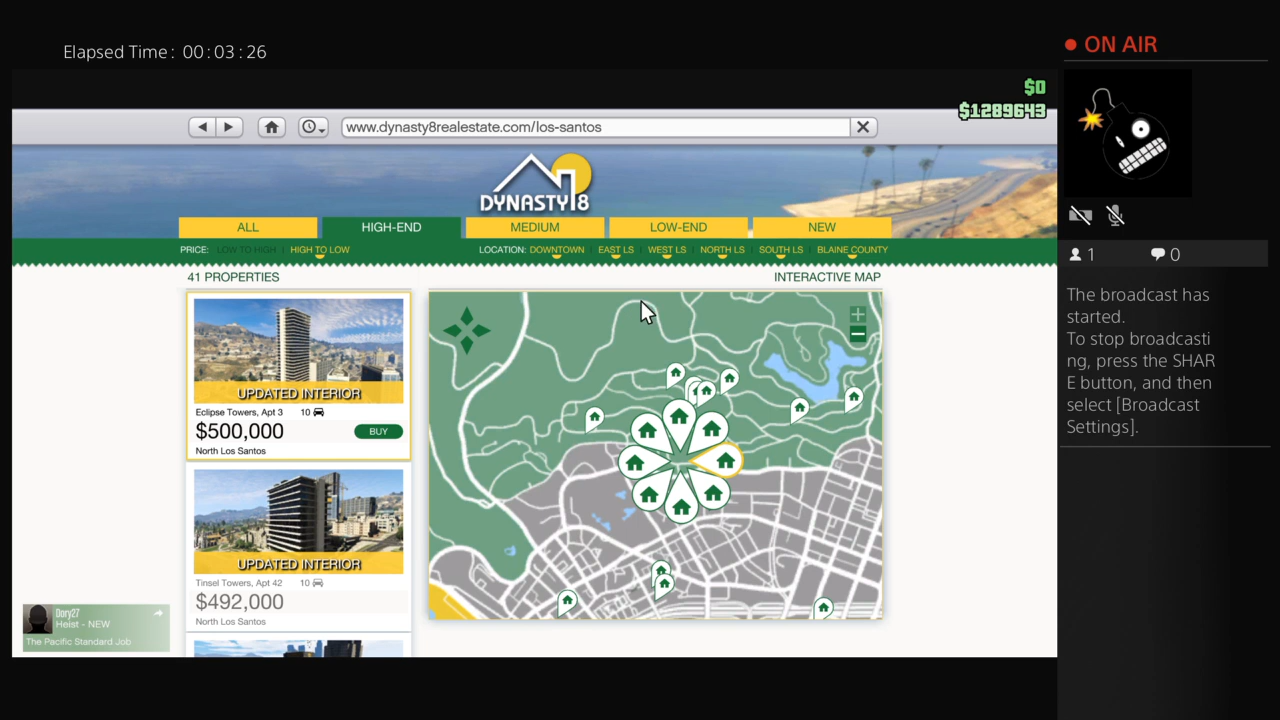 Elapsed Time: 00:03:26
ON AIR
$0
$1289643
www.dynasty8realestate.com/los-santos
DYNASTY 8
ALL
HIGH-END
MEDIUM
LOW-END
NEW
PRICE: LOW TO HIGH | HIGH TO LOW
LOCATION: DOWNTOWN | EAST LS | WEST LS | NORTH LS | SOUTH LS | BLAINE COUNTY
41 PROPERTIES
INTERACTIVE MAP
UPDATED INTERIOR
Eclipse Towers, Apt 3 10
$500,000
BUY
North Los Santos
UPDATED INTERIOR
Tinsel Towers, Apt 42 10
$492,000
North Los Santos
Dory27
Heist - NEW
The Pacific Standard Job
1
0
The broadcast has
started.
To stop broadcasti
ng, press the SHAR
E button, and then
select [Broadcast
Settings].